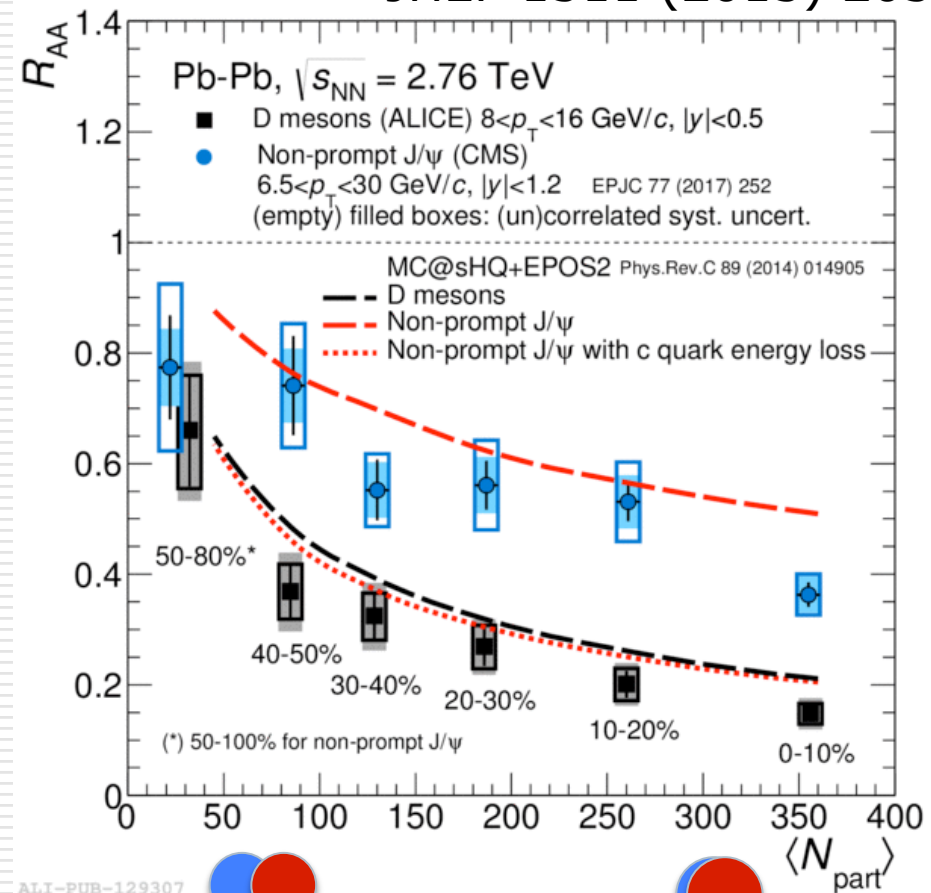 R_AA
1.4
1.2
1
0.8
0.6
0.4
0.2
0
Pb-Pb, √s_NN = 2.76 TeV
D mesons (ALICE) 8<p_T<16 GeV/c, |y|<0.5
Non-prompt J/ψ (CMS)
6.5<p_T<30 GeV/c, |y|<1.2 EPJC 77 (2017) 252
(empty) filled boxes: (un)correlated syst. uncert.
MC@sHQ+EPOS2 Phys.Rev.C 89 (2014) 014905
D mesons
Non-prompt J/ψ
Non-prompt J/ψ with c quark energy loss
50-80%*
40-50%
30-40%
20-30%
10-20%
0-10%
(*) 50-100% for non-prompt J/ψ
0 50 100 150 200 250 300 350 400
⟨N_part⟩
ALI-PUB-129307